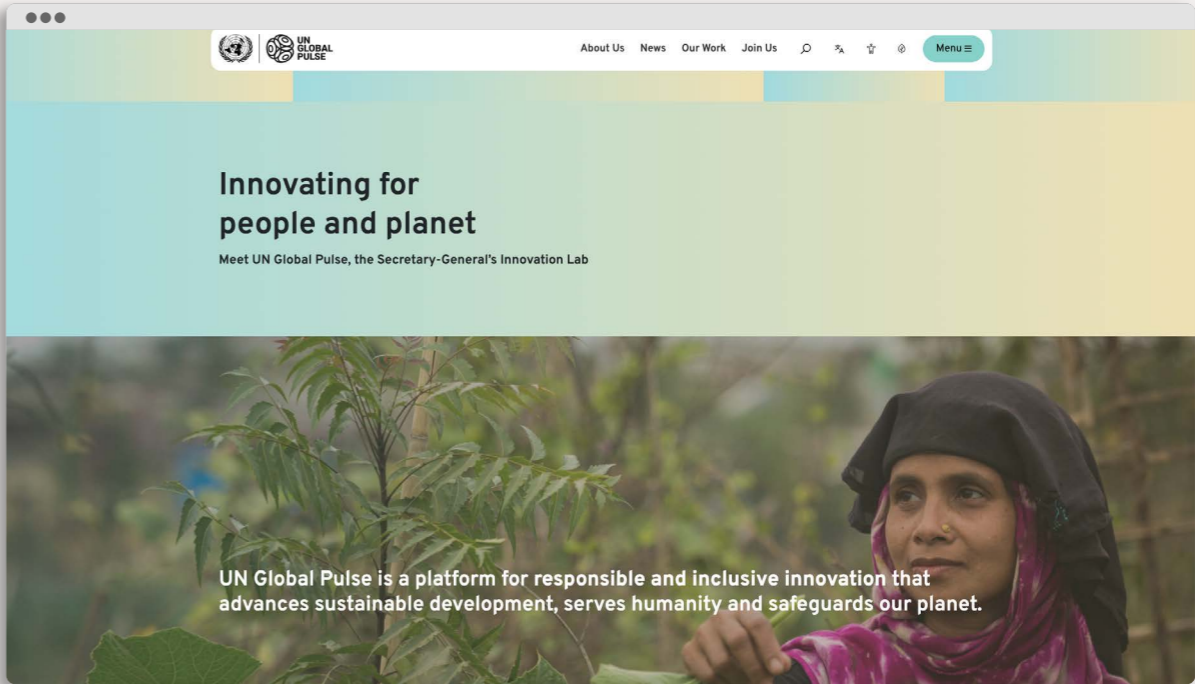 UN
GLOBAL
PULSE
About Us News Our Work Join Us Menu
Innovating for
people and planet
Meet UN Global Pulse, the Secretary-General's Innovation Lab
UN Global Pulse is a platform for responsible and inclusive innovation that
advances sustainable development, serves humanity and safeguards our planet.